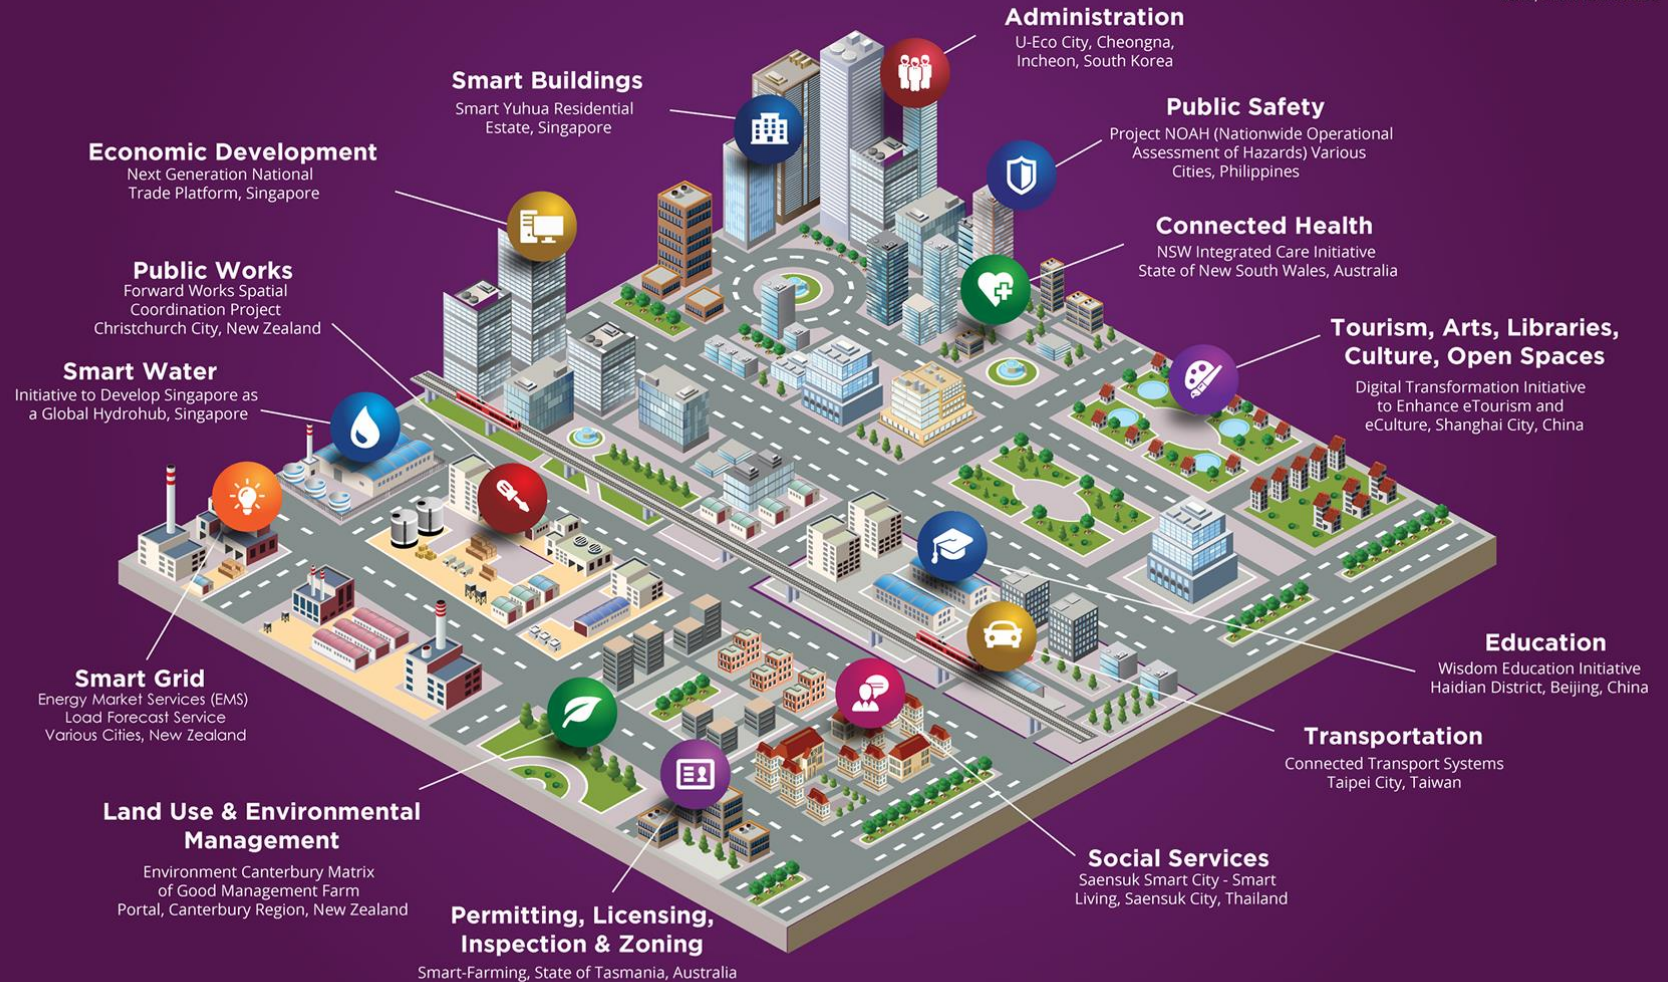 Administration
U-Eco City, Cheongna,
Incheon, South Korea
Smart Buildings
Smart Yuhua Residential
Estate, Singapore
Public Safety
Project NOAH (Nationwide Operational
Assessment of Hazards) Various
Cities, Philippines
Economic Development
Next Generation National
Trade Platform, Singapore
Connected Health
NSW Integrated Care Initiative
State of New South Wales, Australia
Public Works
Forward Works Spatial
Coordination Project
Christchurch City, New Zealand
Tourism, Arts, Libraries,
Culture, Open Spaces
Digital Transformation Initiative
to Enhance eTourism and
eCulture, Shanghai City, China
Smart Water
Initiative to Develop Singapore as
a Global Hydrohub, Singapore
Education
Wisdom Education Initiative
Haidian District, Beijing, China
Smart Grid
Energy Market Services (EMS)
Load Forecast Service
Various Cities, New Zealand
Transportation
Connected Transport Systems
Taipei City, Taiwan
Land Use & Environmental
Management
Environment Canterbury Matrix
of Good Management Farm
Portal, Canterbury Region, New Zealand
Social Services
Saensuk Smart City - Smart
Living, Saensuk City, Thailand
Permitting, Licensing,
Inspection & Zoning
Smart-Farming, State of Tasmania, Australia